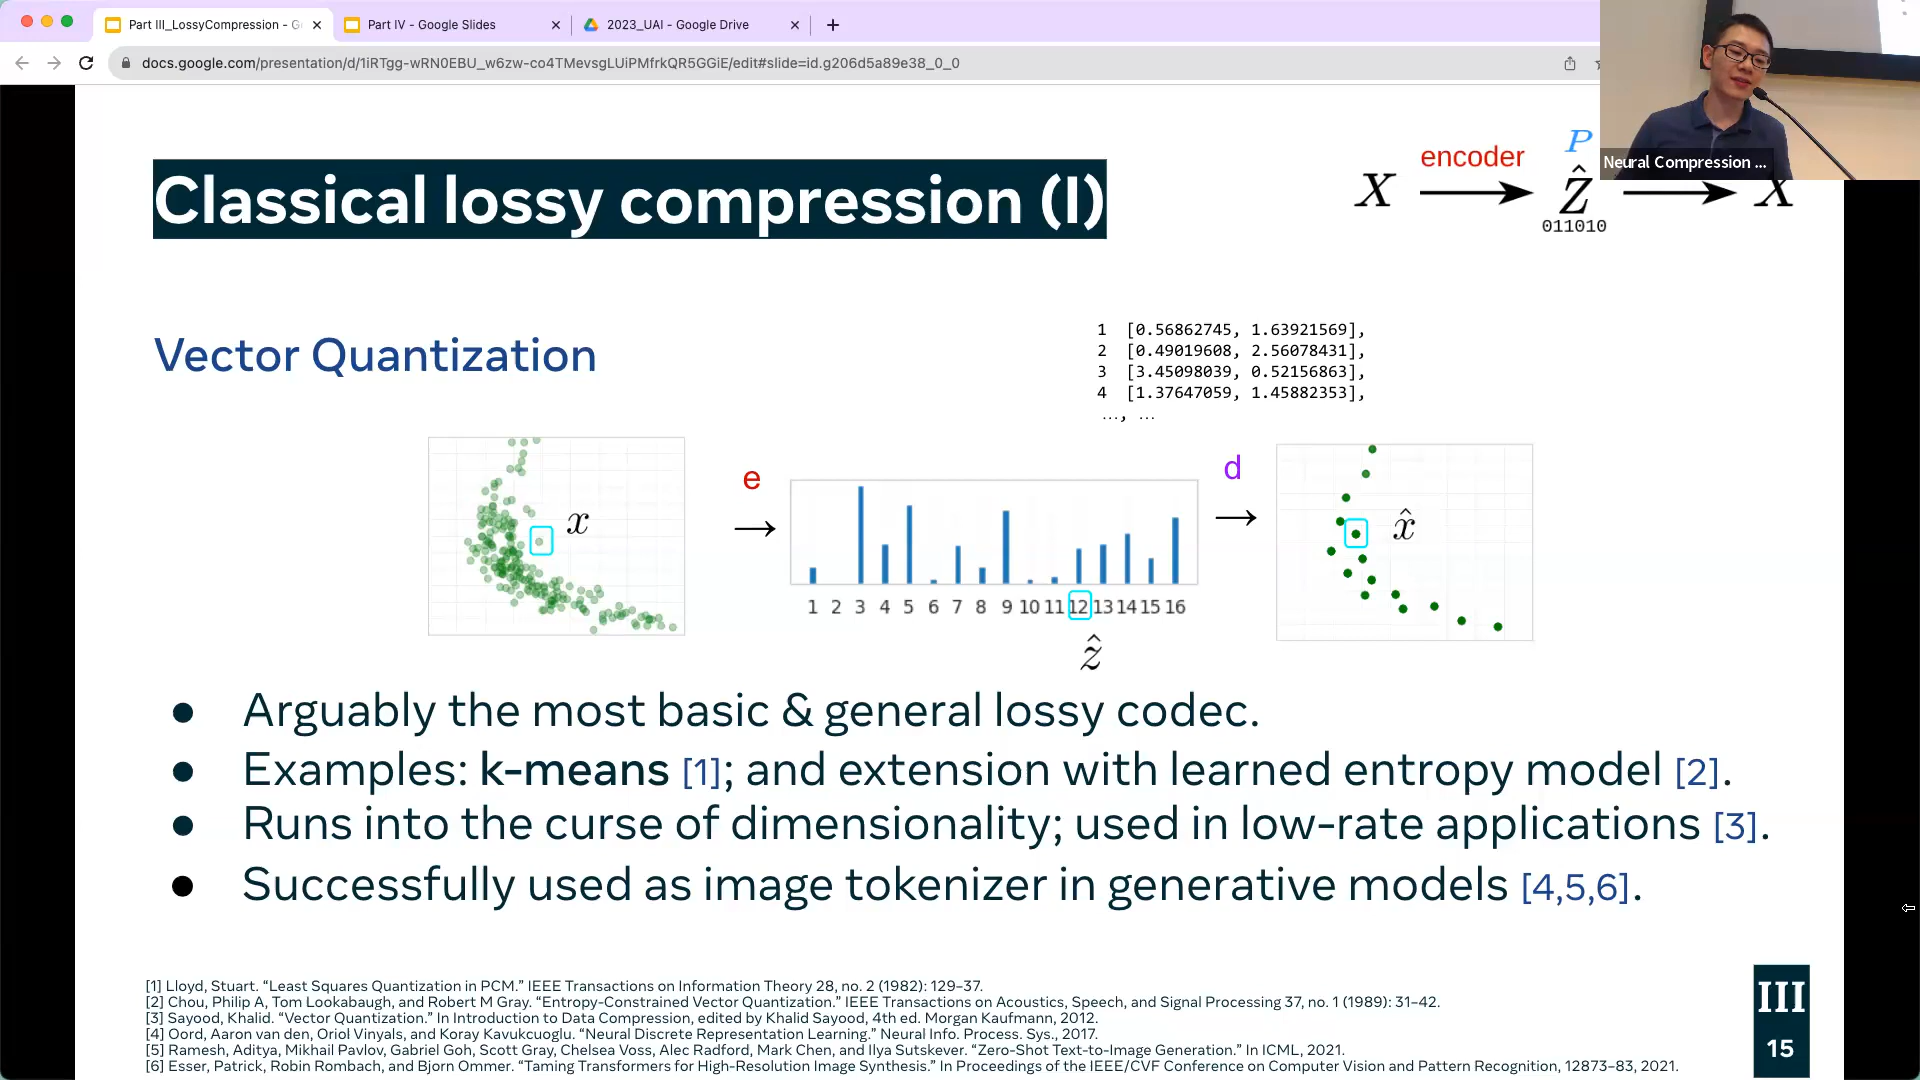 Part III_LossyCompression - G
Part IV - Google Slides
2023_UAI - Google Drive
docs.google.com/presentation/d/1iRTgg-wRN0EBU_w6zw-co4TMevsgLUiPMfrkQR5GGiE/edit#slide=id.g206d5a89e38_0_0
Neural Compression ...
Classical lossy compression (I)
encoder
P
X → Ẑ → X
011010
Vector Quantization
1 [0.56862745, 1.63921569],
2 [0.49019608, 2.56078431],
3 [3.45098039, 0.52156863],
4 [1.37647059, 1.45882353],
..., ...
x
e
→
d
→
x̂
1 2 3 4 5 6 7 8 9 10 11 12 13 14 15 16
ẑ
● Arguably the most basic & general lossy codec.
● Examples: k-means [1]; and extension with learned entropy model [2].
● Runs into the curse of dimensionality; used in low-rate applications [3].
● Successfully used as image tokenizer in generative models [4,5,6].
[1] Lloyd, Stuart. “Least Squares Quantization in PCM.” IEEE Transactions on Information Theory 28, no. 2 (1982): 129–37.
[2] Chou, Philip A, Tom Lookabaugh, and Robert M Gray. “Entropy-Constrained Vector Quantization.” IEEE Transactions on Acoustics, Speech, and Signal Processing 37, no. 1 (1989): 31–42.
[3] Sayood, Khalid. “Vector Quantization.” In Introduction to Data Compression, edited by Khalid Sayood, 4th ed. Morgan Kaufmann, 2012.
[4] Oord, Aaron van den, Oriol Vinyals, and Koray Kavukcuoglu. “Neural Discrete Representation Learning.” Neural Info. Process. Sys., 2017.
[5] Ramesh, Aditya, Mikhail Pavlov, Gabriel Goh, Scott Gray, Chelsea Voss, Alec Radford, Mark Chen, and Ilya Sutskever. “Zero-Shot Text-to-Image Generation.” In ICML, 2021.
[6] Esser, Patrick, Robin Rombach, and Bjorn Ommer. “Taming Transformers for High-Resolution Image Synthesis.” In Proceedings of the IEEE/CVF Conference on Computer Vision and Pattern Recognition, 12873–83, 2021.
III
15